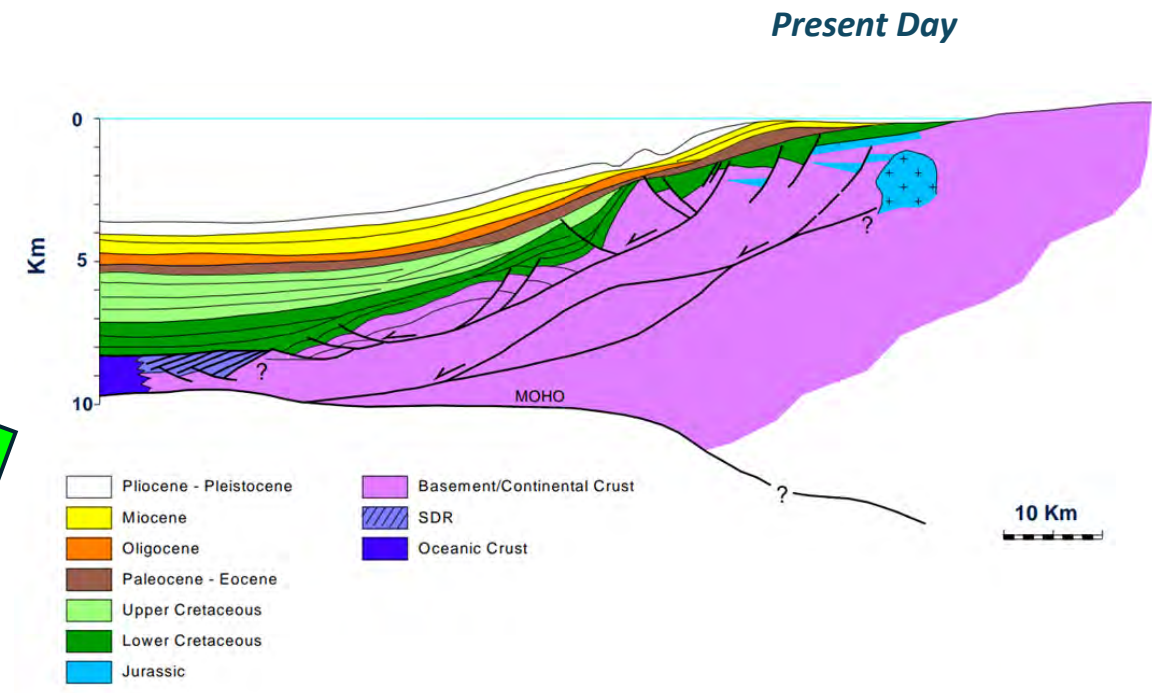 Present Day
0
Km
5
?
?
10
MOHO
?
10 Km
Pliocene - Pleistocene
Miocene
Oligocene
Paleocene - Eocene
Upper Cretaceous
Lower Cretaceous
Jurassic
Basement/Continental Crust
SDR
Oceanic Crust